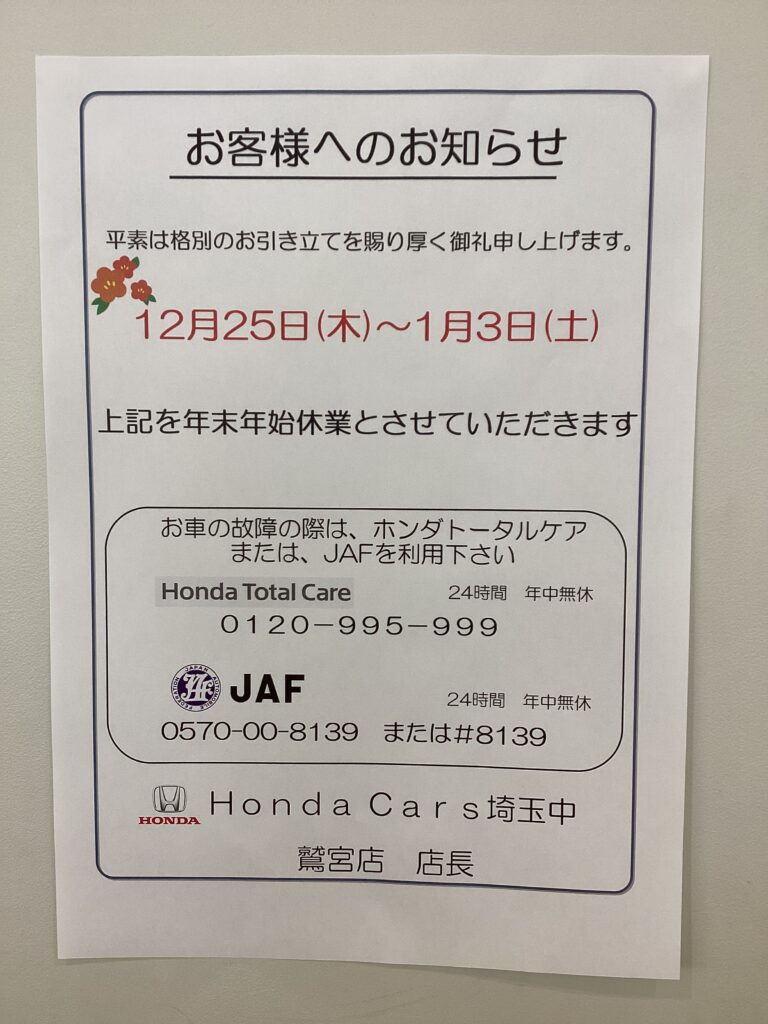 お客様へのお知らせ
平素は格別のお引き立てを賜り厚く御礼申し上げます。
12月25日(木)～1月3日(土)
上記を年末年始休業とさせていただきます
お車の故障の際は、ホンダトータルケア
または、JAFを利用下さい
Honda Total Care 24時間 年中無休
0120－995－999
JAPAN AUTOMOBILE FEDERATION JAF JAF 24時間 年中無休
0570-00-8139 または#8139
HONDA Honda Cars埼玉中
鷲宮店 店長